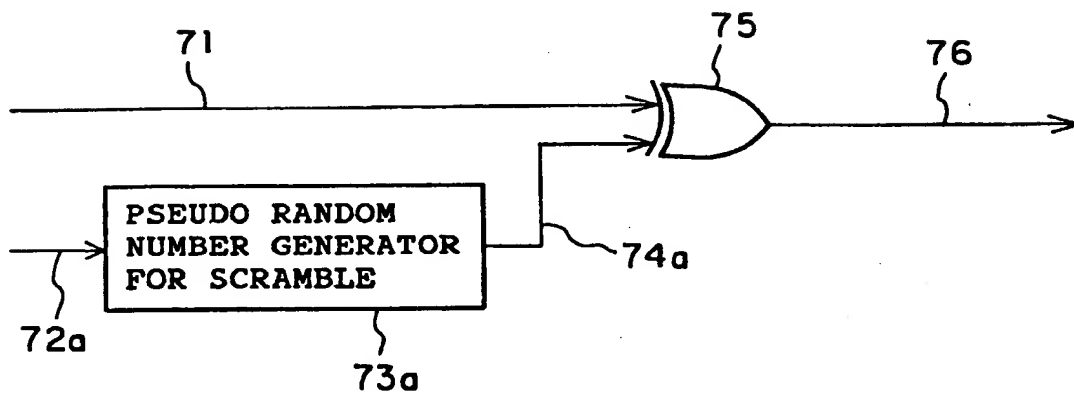 71
75
76
PSEUDO RANDOM
NUMBER GENERATOR
FOR SCRAMBLE
74a
72a
73a